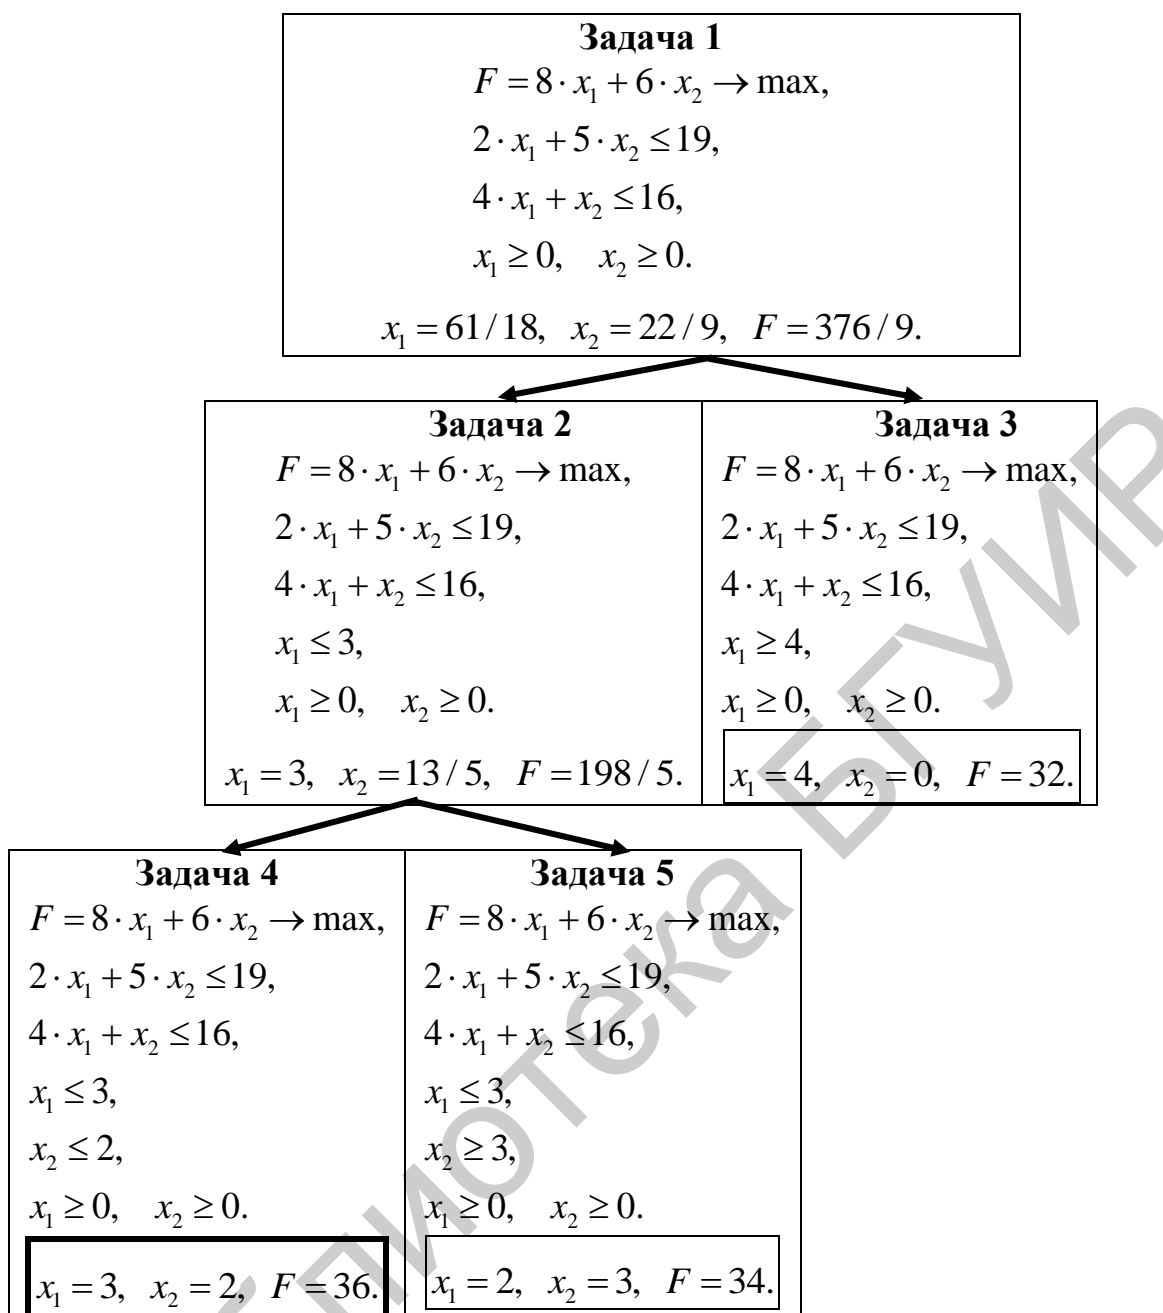 Задача 1
F = 8 · x₁ + 6 · x₂ → max,
2 · x₁ + 5 · x₂ ≤ 19,
4 · x₁ + x₂ ≤ 16,
x₁ ≥ 0, x₂ ≥ 0.
x₁ = 61 / 18, x₂ = 22 / 9, F = 376 / 9.
Задача 2
F = 8 · x₁ + 6 · x₂ → max,
2 · x₁ + 5 · x₂ ≤ 19,
4 · x₁ + x₂ ≤ 16,
x₁ ≤ 3,
x₁ ≥ 0, x₂ ≥ 0.
x₁ = 3, x₂ = 13 / 5, F = 198 / 5.
Задача 3
F = 8 · x₁ + 6 · x₂ → max,
2 · x₁ + 5 · x₂ ≤ 19,
4 · x₁ + x₂ ≤ 16,
x₁ ≥ 4,
x₁ ≥ 0, x₂ ≥ 0.
x₁ = 4, x₂ = 0, F = 32.
Задача 4
F = 8 · x₁ + 6 · x₂ → max,
2 · x₁ + 5 · x₂ ≤ 19,
4 · x₁ + x₂ ≤ 16,
x₁ ≤ 3,
x₂ ≤ 2,
x₁ ≥ 0, x₂ ≥ 0.
x₁ = 3, x₂ = 2, F = 36.
Задача 5
F = 8 · x₁ + 6 · x₂ → max,
2 · x₁ + 5 · x₂ ≤ 19,
4 · x₁ + x₂ ≤ 16,
x₁ ≤ 3,
x₂ ≥ 3,
x₁ ≥ 0, x₂ ≥ 0.
x₁ = 2, x₂ = 3, F = 34.
лиотека БГУИР